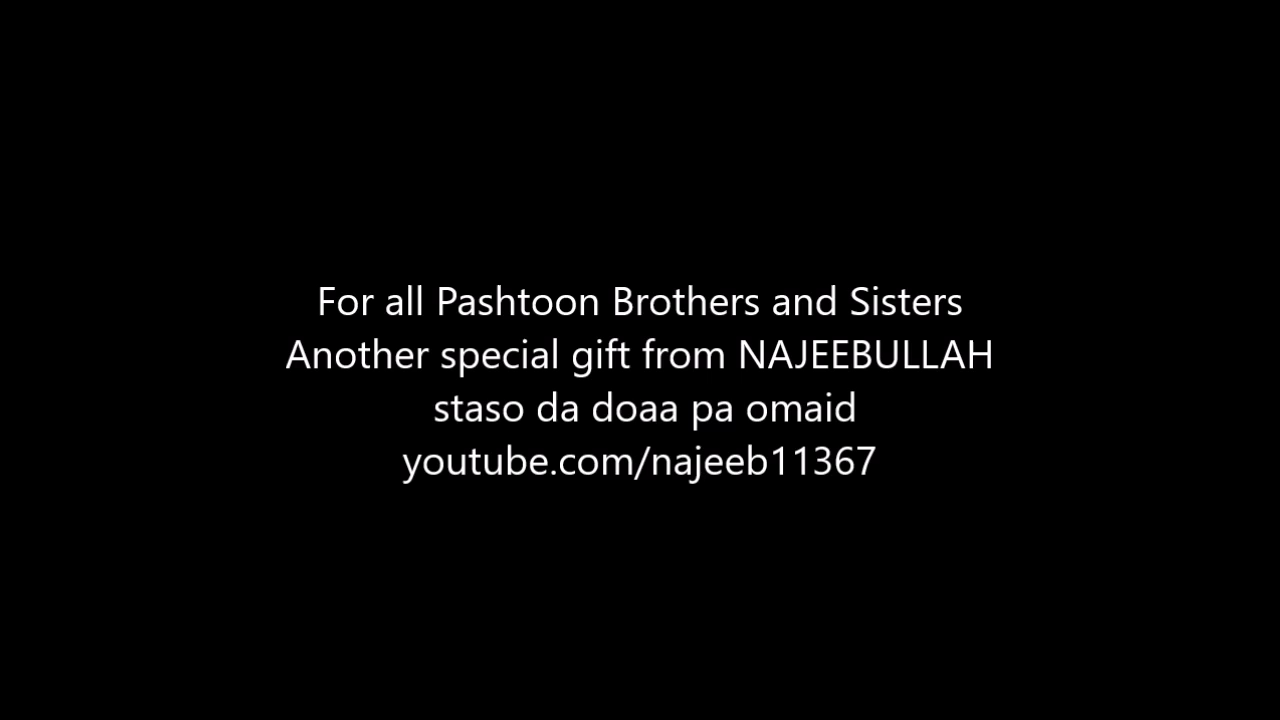 For all Pashtoon Brothers and Sisters
Another special gift from NAJEEBULLAH
staso da doaa pa omaid
youtube.com/najeeb11367